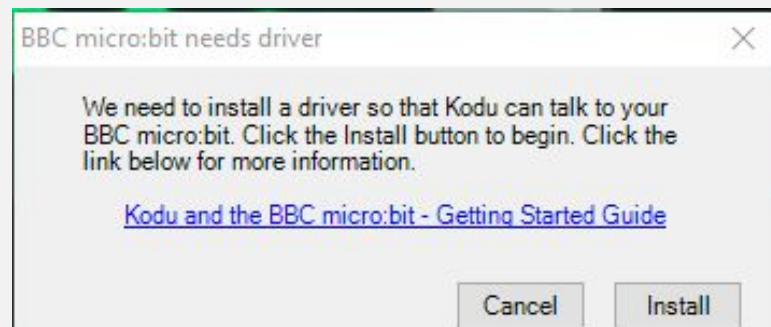 BBC micro:bit needs driver
We need to install a driver so that Kodu can talk to your
BBC micro:bit. Click the Install button to begin. Click the
link below for more information.
Kodu and the BBC micro:bit - Getting Started Guide
Cancel Install